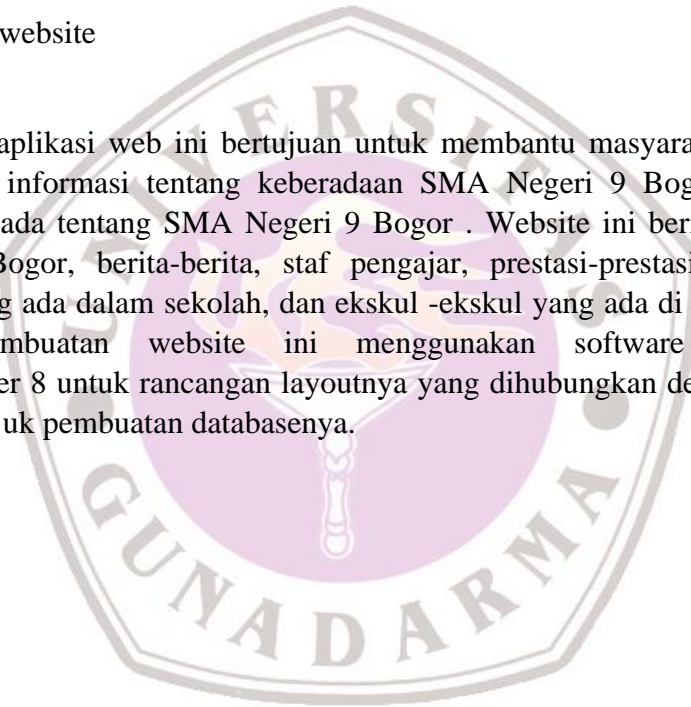 website
aplikasi web ini bertujuan untuk membantu masyara
informasi tentang keberadaan SMA Negeri 9 Bog
ada tentang SMA Negeri 9 Bogor . Website ini ber
Bogor, berita-berita, staf pengajar, prestasi-prestasi
g ada dalam sekolah, dan ekskul -ekskul yang ada di
mbuatan website ini menggunakan software
er 8 untuk rancangan layoutnya yang dihubungkan de
uk pembuatan databasenya.
UNIVERSITAS
GUNADARMA